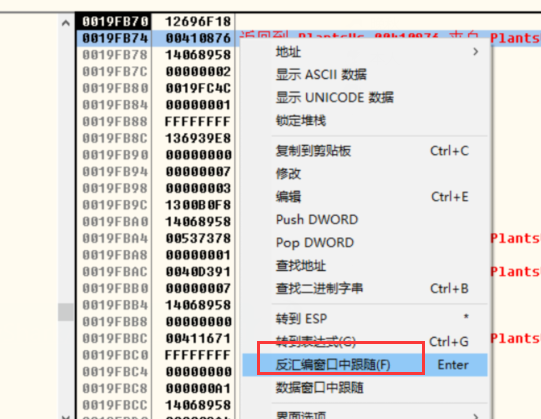 0019FB70 12696F18
0019FB74 00410876 返回到 PlantsVs.00410876 来自 Plants
0019FB78 14068958
0019FB7C 00000002
0019FB80 0019FC4C
0019FB84 00000001
0019FB88 FFFFFFFF
0019FB8C 136939E8
0019FB90 00000000
0019FB94 00000007
0019FB98 00000003
0019FB9C 1300B0F8
0019FBA0 14068958
0019FBA4 00537378 Plants
0019FBA8 00000001
0019FBAC 0040D391 Plants
0019FBB0 00000007
0019FBB4 14068958
0019FBB8 00000000
0019FBBC 00411671 Plants
0019FBC0 FFFFFFFF
0019FBC4 00000000
0019FBC8 000000A1
0019FBCC 14068958
地址
显示 ASCII 数据
显示 UNICODE 数据
锁定堆栈
复制到剪贴板 Ctrl+C
修改
编辑 Ctrl+E
Push DWORD
Pop DWORD
查找地址
查找二进制字串 Ctrl+B
转到 ESP *
转到表达式(G) Ctrl+G
反汇编窗口中跟随(F) Enter
数据窗口中跟随
界面选项